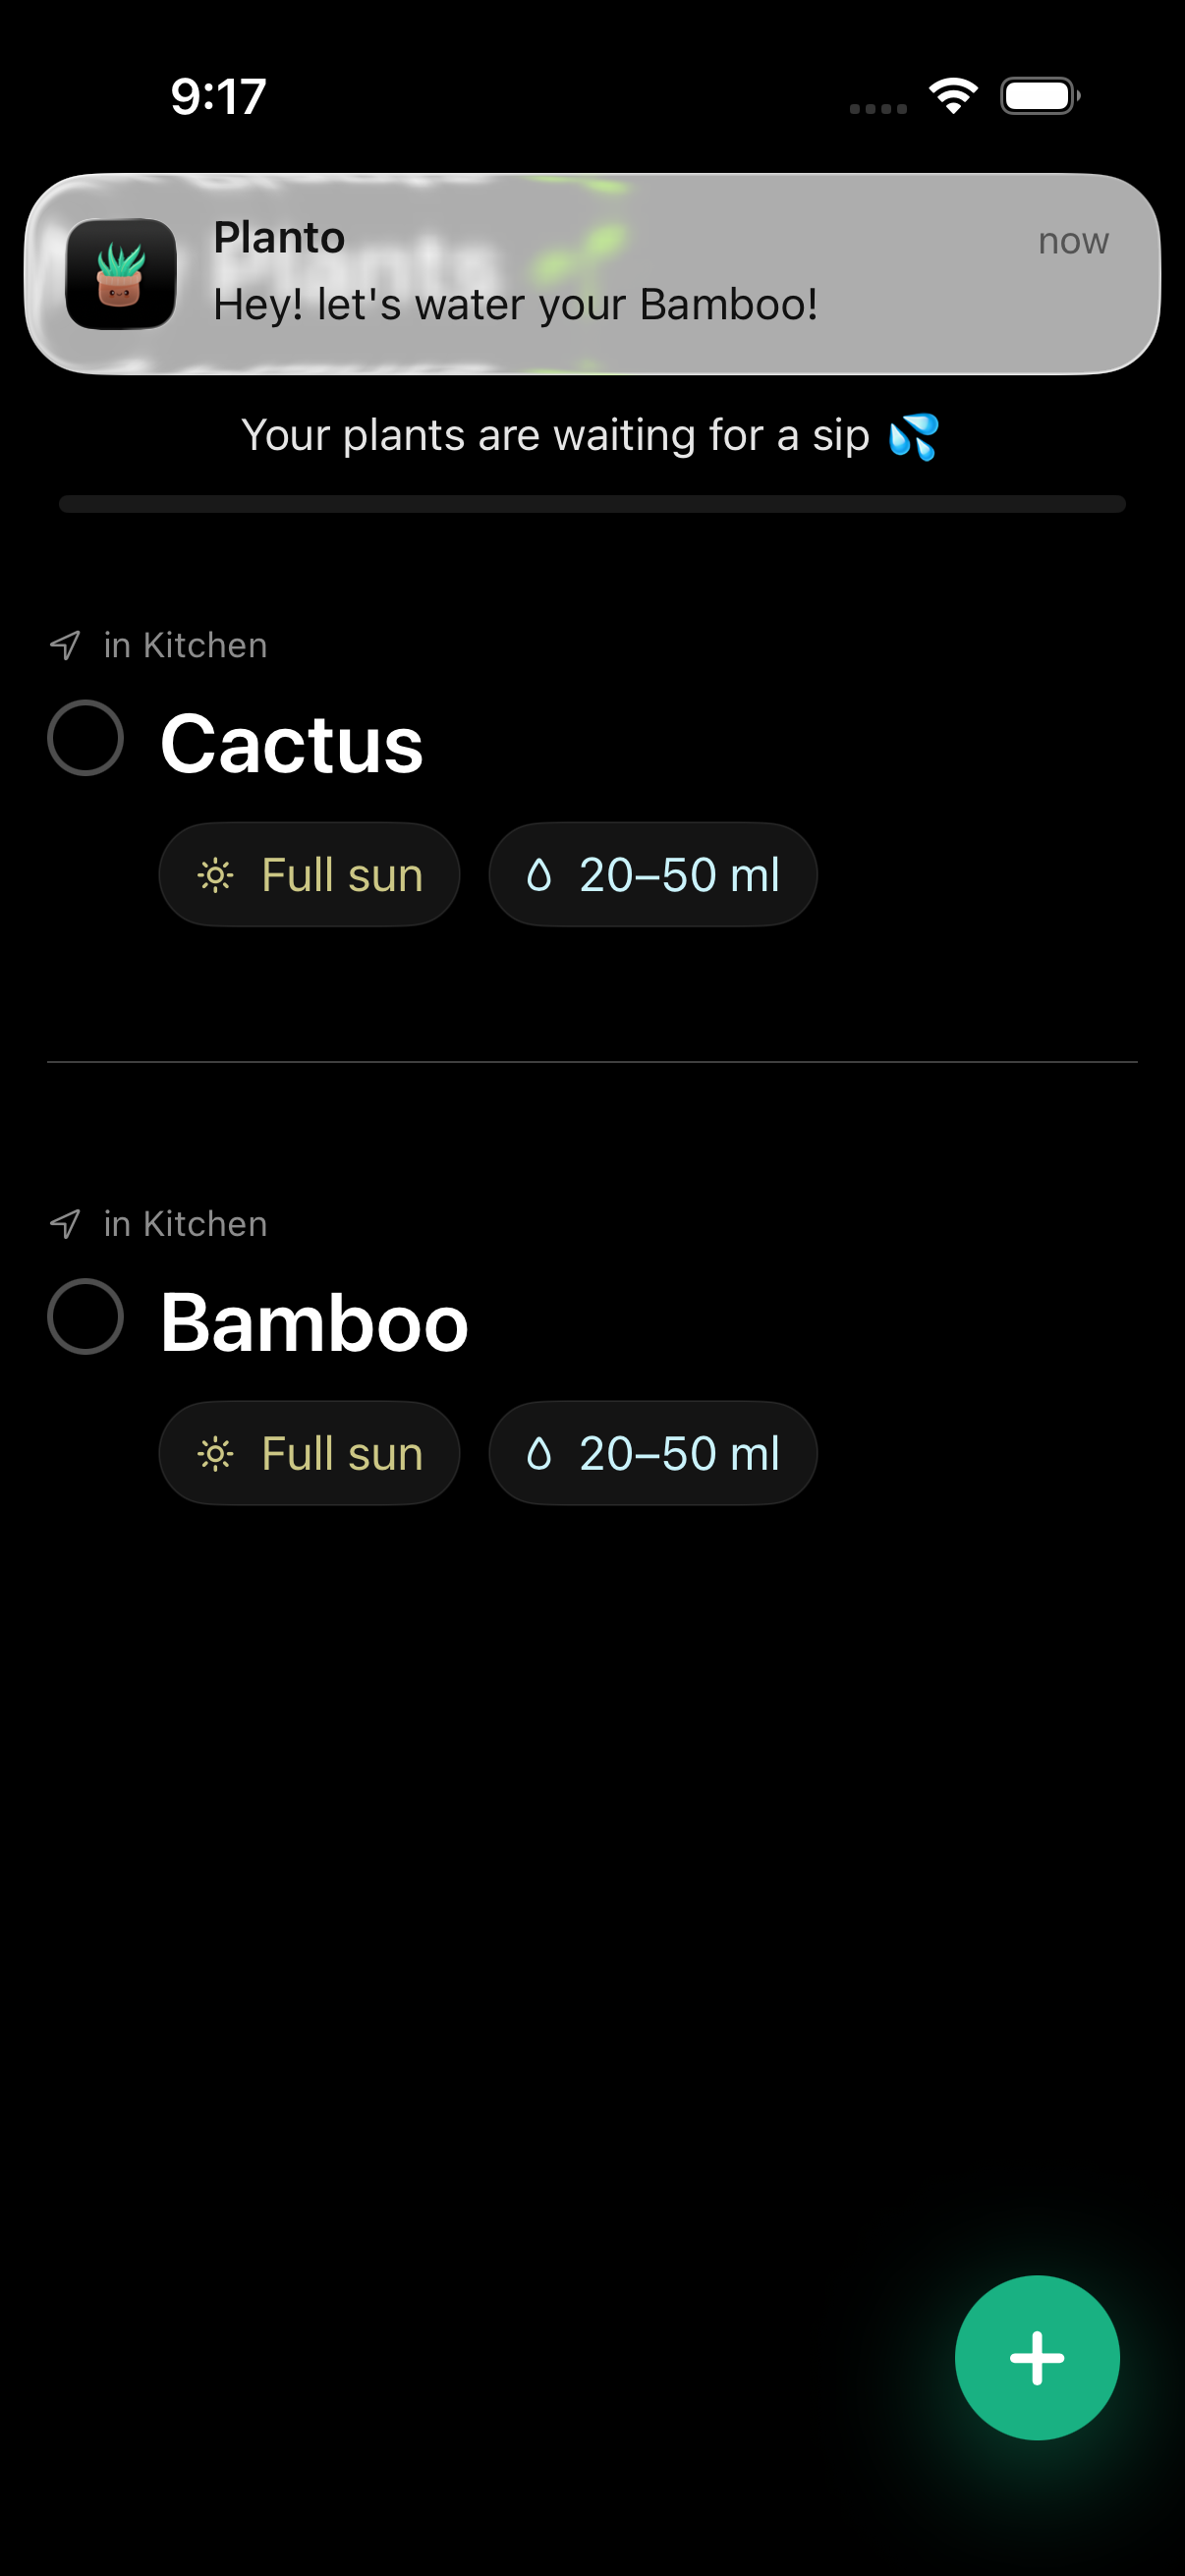 9:17
Planto
now
Hey! let's water your Bamboo!
Your plants are waiting for a sip 💦
in Kitchen
Cactus
Full sun
20–50 ml
in Kitchen
Bamboo
Full sun
20–50 ml